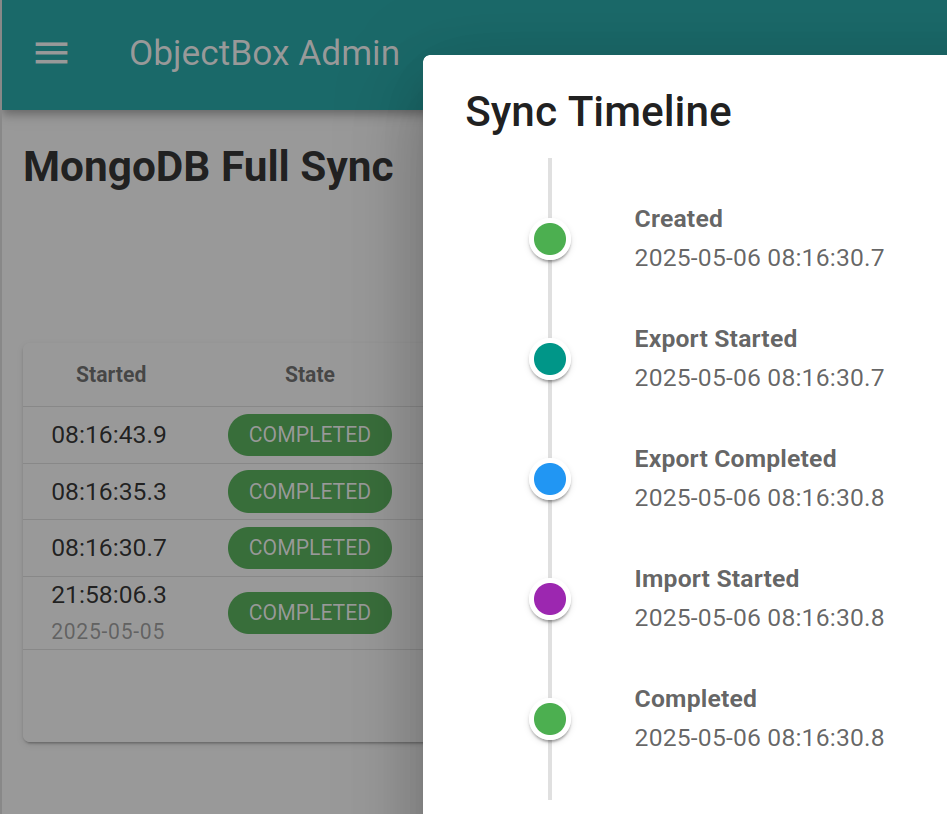 ObjectBox Admin
MongoDB Full Sync
Started State
08:16:43.9 COMPLETED
08:16:35.3 COMPLETED
08:16:30.7 COMPLETED
21:58:06.3 COMPLETED
2025-05-05
Sync Timeline
Created
2025-05-06 08:16:30.7
Export Started
2025-05-06 08:16:30.7
Export Completed
2025-05-06 08:16:30.8
Import Started
2025-05-06 08:16:30.8
Completed
2025-05-06 08:16:30.8